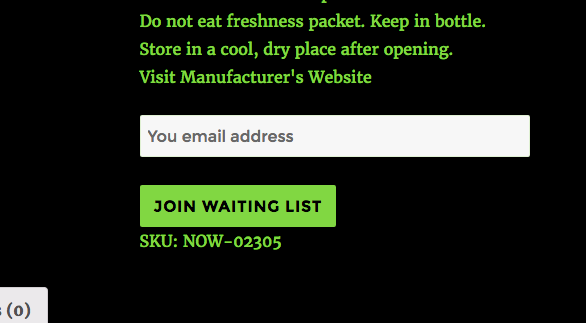 Do not eat freshness packet. Keep in bottle.
Store in a cool, dry place after opening.
Visit Manufacturer's Website
You email address
JOIN WAITING LIST
SKU: NOW-02305
(0)